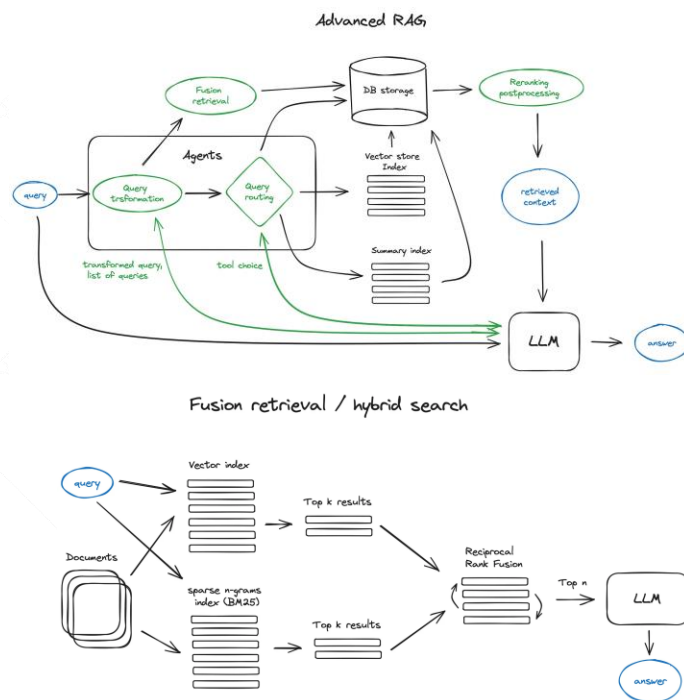 Advanced RAG
Fusion
retrieval
DB storage
Reranking
postprocessing
Agents
Vector store
Index
query
Query
trsformation
Query
routing
retrieved
context
Summary index
transformed query,
list of queries
tool choice
LLM
answer
Fusion retrieval / hybrid search
Vector index
query
Top k results
Documents
Reciprocal
Rank Fusion
sparse n-grams
index (BM25)
Top n
LLM
Top k results
answer